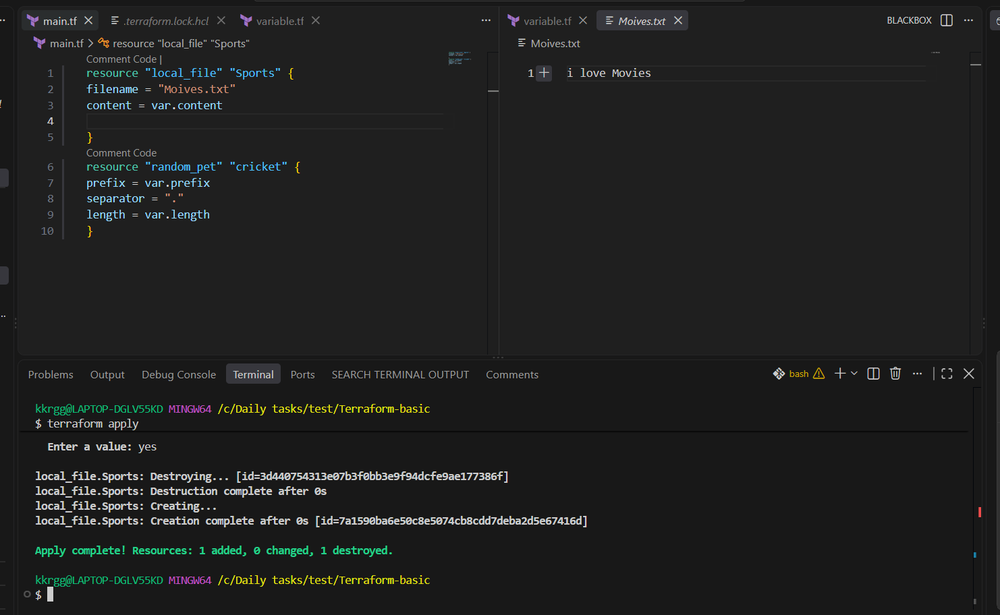 main.tf
.terraform.lock.hcl
variable.tf
main.tf > resource "local_file" "Sports"
Comment Code |
1 resource "local_file" "Sports" {
2 filename = "Moives.txt"
3 content = var.content
4
5 }
Comment Code
6 resource "random_pet" "cricket" {
7 prefix = var.prefix
8 separator = "."
9 length = var.length
10 }
variable.tf
Moives.txt
BLACKBOX
Moives.txt
1 i love Movies
Problems Output Debug Console Terminal Ports SEARCH TERMINAL OUTPUT Comments
bash
kkrgg@LAPTOP-DGLV55KD MINGW64 /c/Daily tasks/test/Terraform-basic
$ terraform apply
Enter a value: yes
local_file.Sports: Destroying... [id=3d440754313e07b3f0bb3e9f94dcfe9ae177386f]
local_file.Sports: Destruction complete after 0s
local_file.Sports: Creating...
local_file.Sports: Creation complete after 0s [id=7a1590ba6e50c8e5074cb8cdd7deba2d5e67416d]
Apply complete! Resources: 1 added, 0 changed, 1 destroyed.
kkrgg@LAPTOP-DGLV55KD MINGW64 /c/Daily tasks/test/Terraform-basic
$